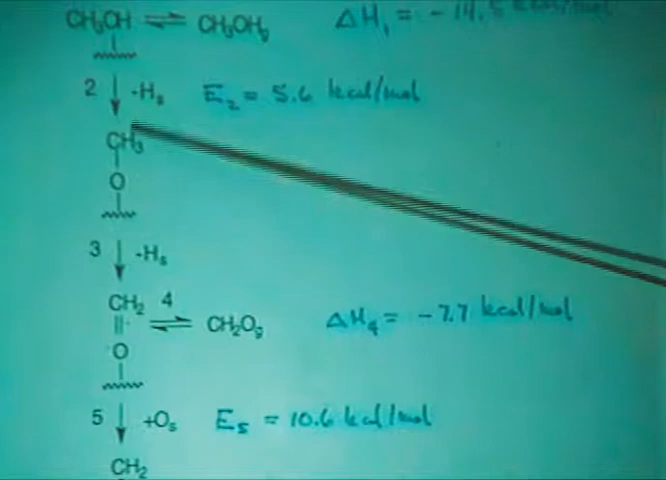 CH₃OH ⇌ CH₃OHg ΔH₁ = -14.5 kcal/mol
2 -Hs E₂ = 5.6 kcal/mol
CH₃
O
3 -Hs
CH₂ 4 CH₂Og ΔH₄ = -7.7 kcal/mol
O
5 +Os E₅ = 10.6 kcal/mol
CH₂